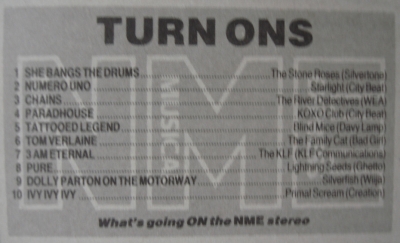 TURN ONS
NME
MUSICAL
1 SHE BANGS THE DRUMS The Stone Roses (Silvertone)
2 NUMERO UNO Starlight (City Beat)
3 CHAINS The River Detectives (WEA)
4 PARADHOUSE KOXO Club (City Beat)
5 TATTOOED LEGEND Blind Mice (Davy Lamp)
6 TOM VERLAINE The Family Cat (Bad Girl)
7 3 AM ETERNAL The KLF (KLF Communications)
8 PURE Lightning Seeds (Ghetto)
9 DOLLY PARTON ON THE MOTORWAY Silverfish (Wiiija)
10 IVY IVY IVY Primal Scream (Creation)
What's going ON the NME stereo